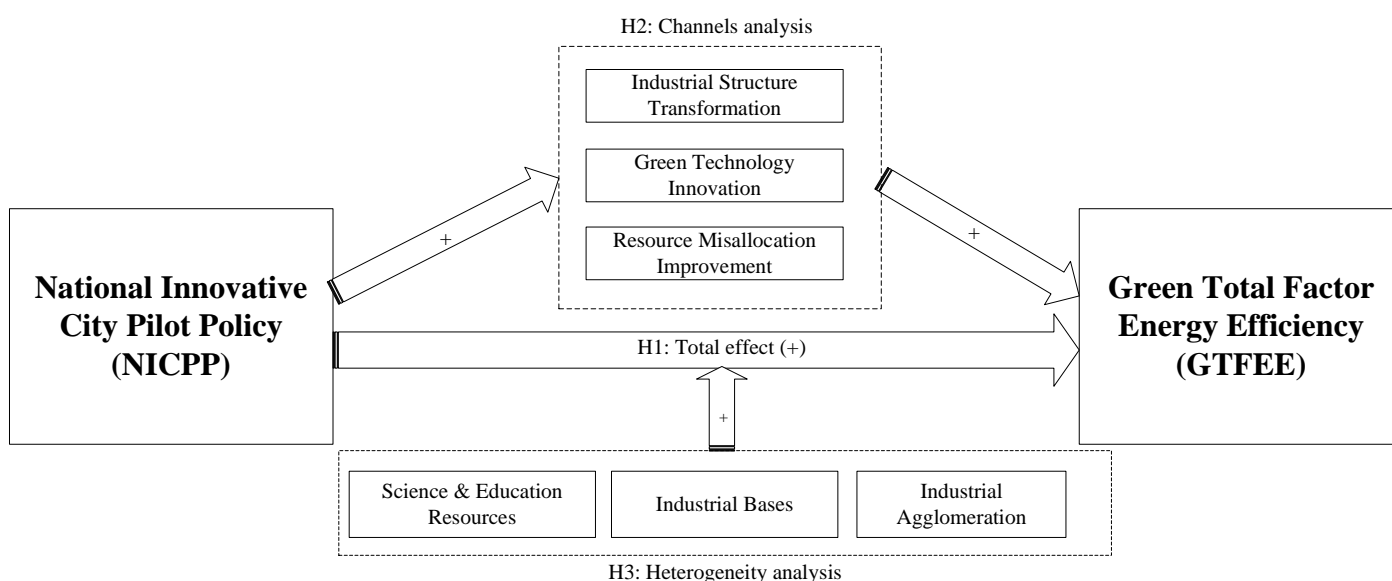 H2: Channels analysis
Industrial Structure
Transformation
Green Technology
Innovation
Resource Misallocation
Improvement
+
+
National Innovative
City Pilot Policy
(NICPP)
Green Total Factor
Energy Efficiency
(GTFEE)
H1: Total effect (+)
+
Science & Education
Resources
Industrial Bases
Industrial
Agglomeration
H3: Heterogeneity analysis